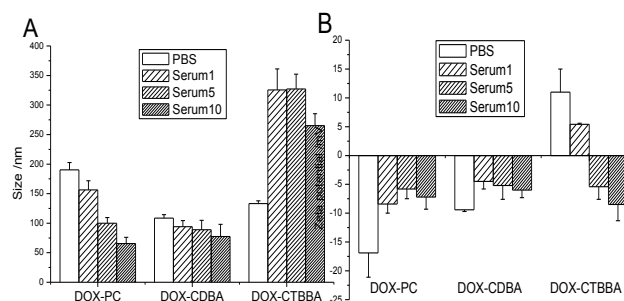 A
B
400
350
300
250
200
150
100
50
0
Size /nm
PBS
Serum1
Serum5
Serum10
DOX-PC
DOX-CDBA
DOX-CTBBA
20
15
10
5
0
-5
-10
-15
-20
-25
Zeta potential /mV
PBS
Serum1
Serum5
Serum10
DOX-PC
DOX-CDBA
DOX-CTBBA